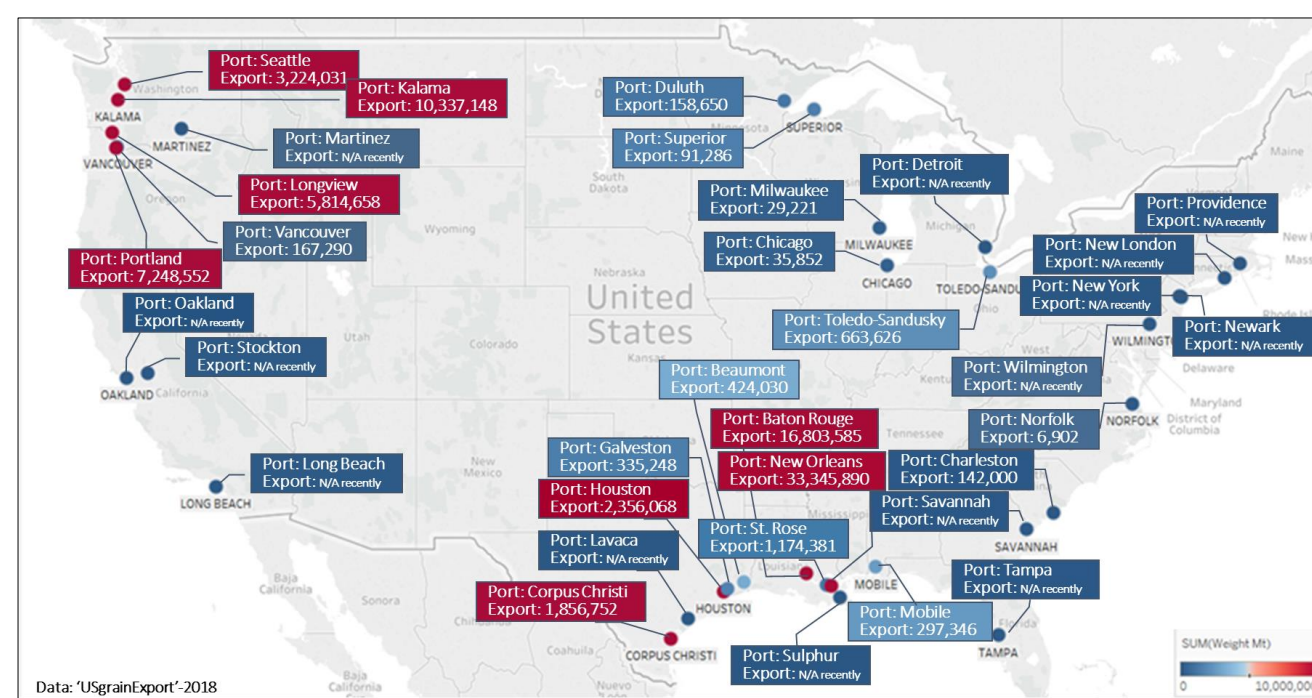 Port: Seattle
Export: 3,224,031
Washington
Port: Kalama
Export: 10,337,148
KALAMA
Port: Martinez
Export: N/A recently
MARTINEZ
VANCOUVER
Port: Longview
Export: 5,814,658
Oregon
Port: Vancouver
Export: 167,290
Port: Portland
Export: 7,248,552
Port: Oakland
Export: N/A recently
Port: Stockton
Export: N/A recently
OAKLAND
California
Port: Long Beach
Export: N/A recently
LONG BEACH
Wyoming
Utah
Colorado
New
Mexico
Baja
California
Sonora
Baja
California
Coahuila
Nuevo
Port: Duluth
Export:158,650
SUPERIOR
Minnesota
Port: Superior
Export: 91,286
South
Dakota
Port: Detroit
Export: N/A recently
Port: Milwaukee
Export: 29,221
MILWAUKEE
Michigan
Port: Chicago
Export: 35,852
CHICAGO
Nebraska
United
States
Kansas
Port: Toledo-Sandusky
Export: 663,626
TOLEDO-SANDU
Ohio
Maine
Port: Providence
Export: N/A recently
Port: New London
Export: N/A recently
Port: New York
Export: N/A recently
Port: Newark
Export: N/A recently
WILMINGT
Delaware
West
Port: Wilmington
Export: N/A recently
Maryland
District of
Columbia
NORFOLK
Port: Norfolk
Export: 6,902
Port: Beaumont
Export: 424,030
Port: Baton Rouge
Export: 16,803,585
Tennessee
Port: Galveston
Export: 335,248
Port: New Orleans
Export: 33,345,890
Port: Charleston
Export: 142,000
Port: Houston
Export:2,356,068
Port: Savannah
Export: N/A recently
SAVANNAH
Port: St. Rose
Export:1,174,381
Port: Lavaca
Export: N/A recently
Louisiana
MOBILE
HOUSTON
Port: Tampa
Export: N/A recently
Port: Corpus Christi
Export: 1,856,752
CORPUS CHRISTI
Port: Mobile
Export: 297,346
Florida
TAMPA
Port: Sulphur
Export: N/A recently
SUM(Weight Mt)
0
10,000,00
Data: ‘USgrainExport’-2018